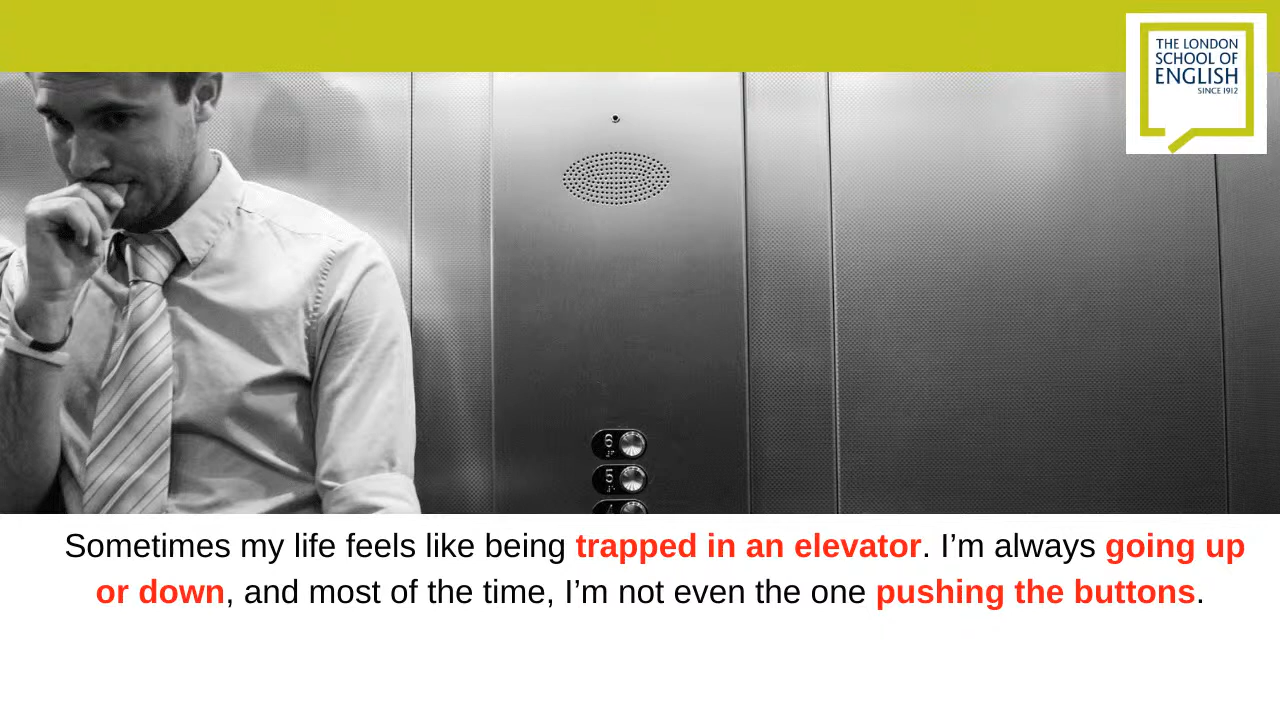 THE LONDON
SCHOOL OF
ENGLISH
SINCE 1912
6
5
Sometimes my life feels like being trapped in an elevator. I’m always going up
or down, and most of the time, I’m not even the one pushing the buttons.